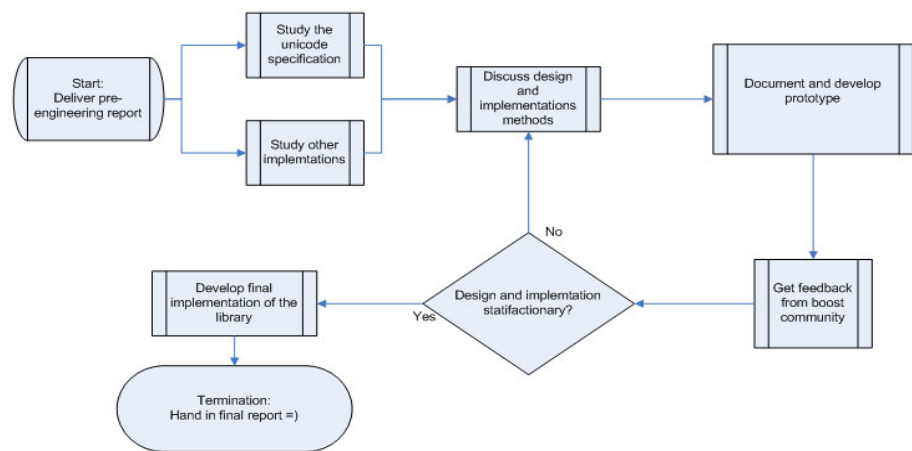 Start:
Deliver pre-
engineering report
Study the
unicode
specification
Study other
implemtations
Discuss design
and
implementations
methods
Document and develop
prototype
Get feedback
from boost
community
Design and implemtation
statifactionary?
No
Yes
Develop final
implementation of the
library
Termination:
Hand in final report =)